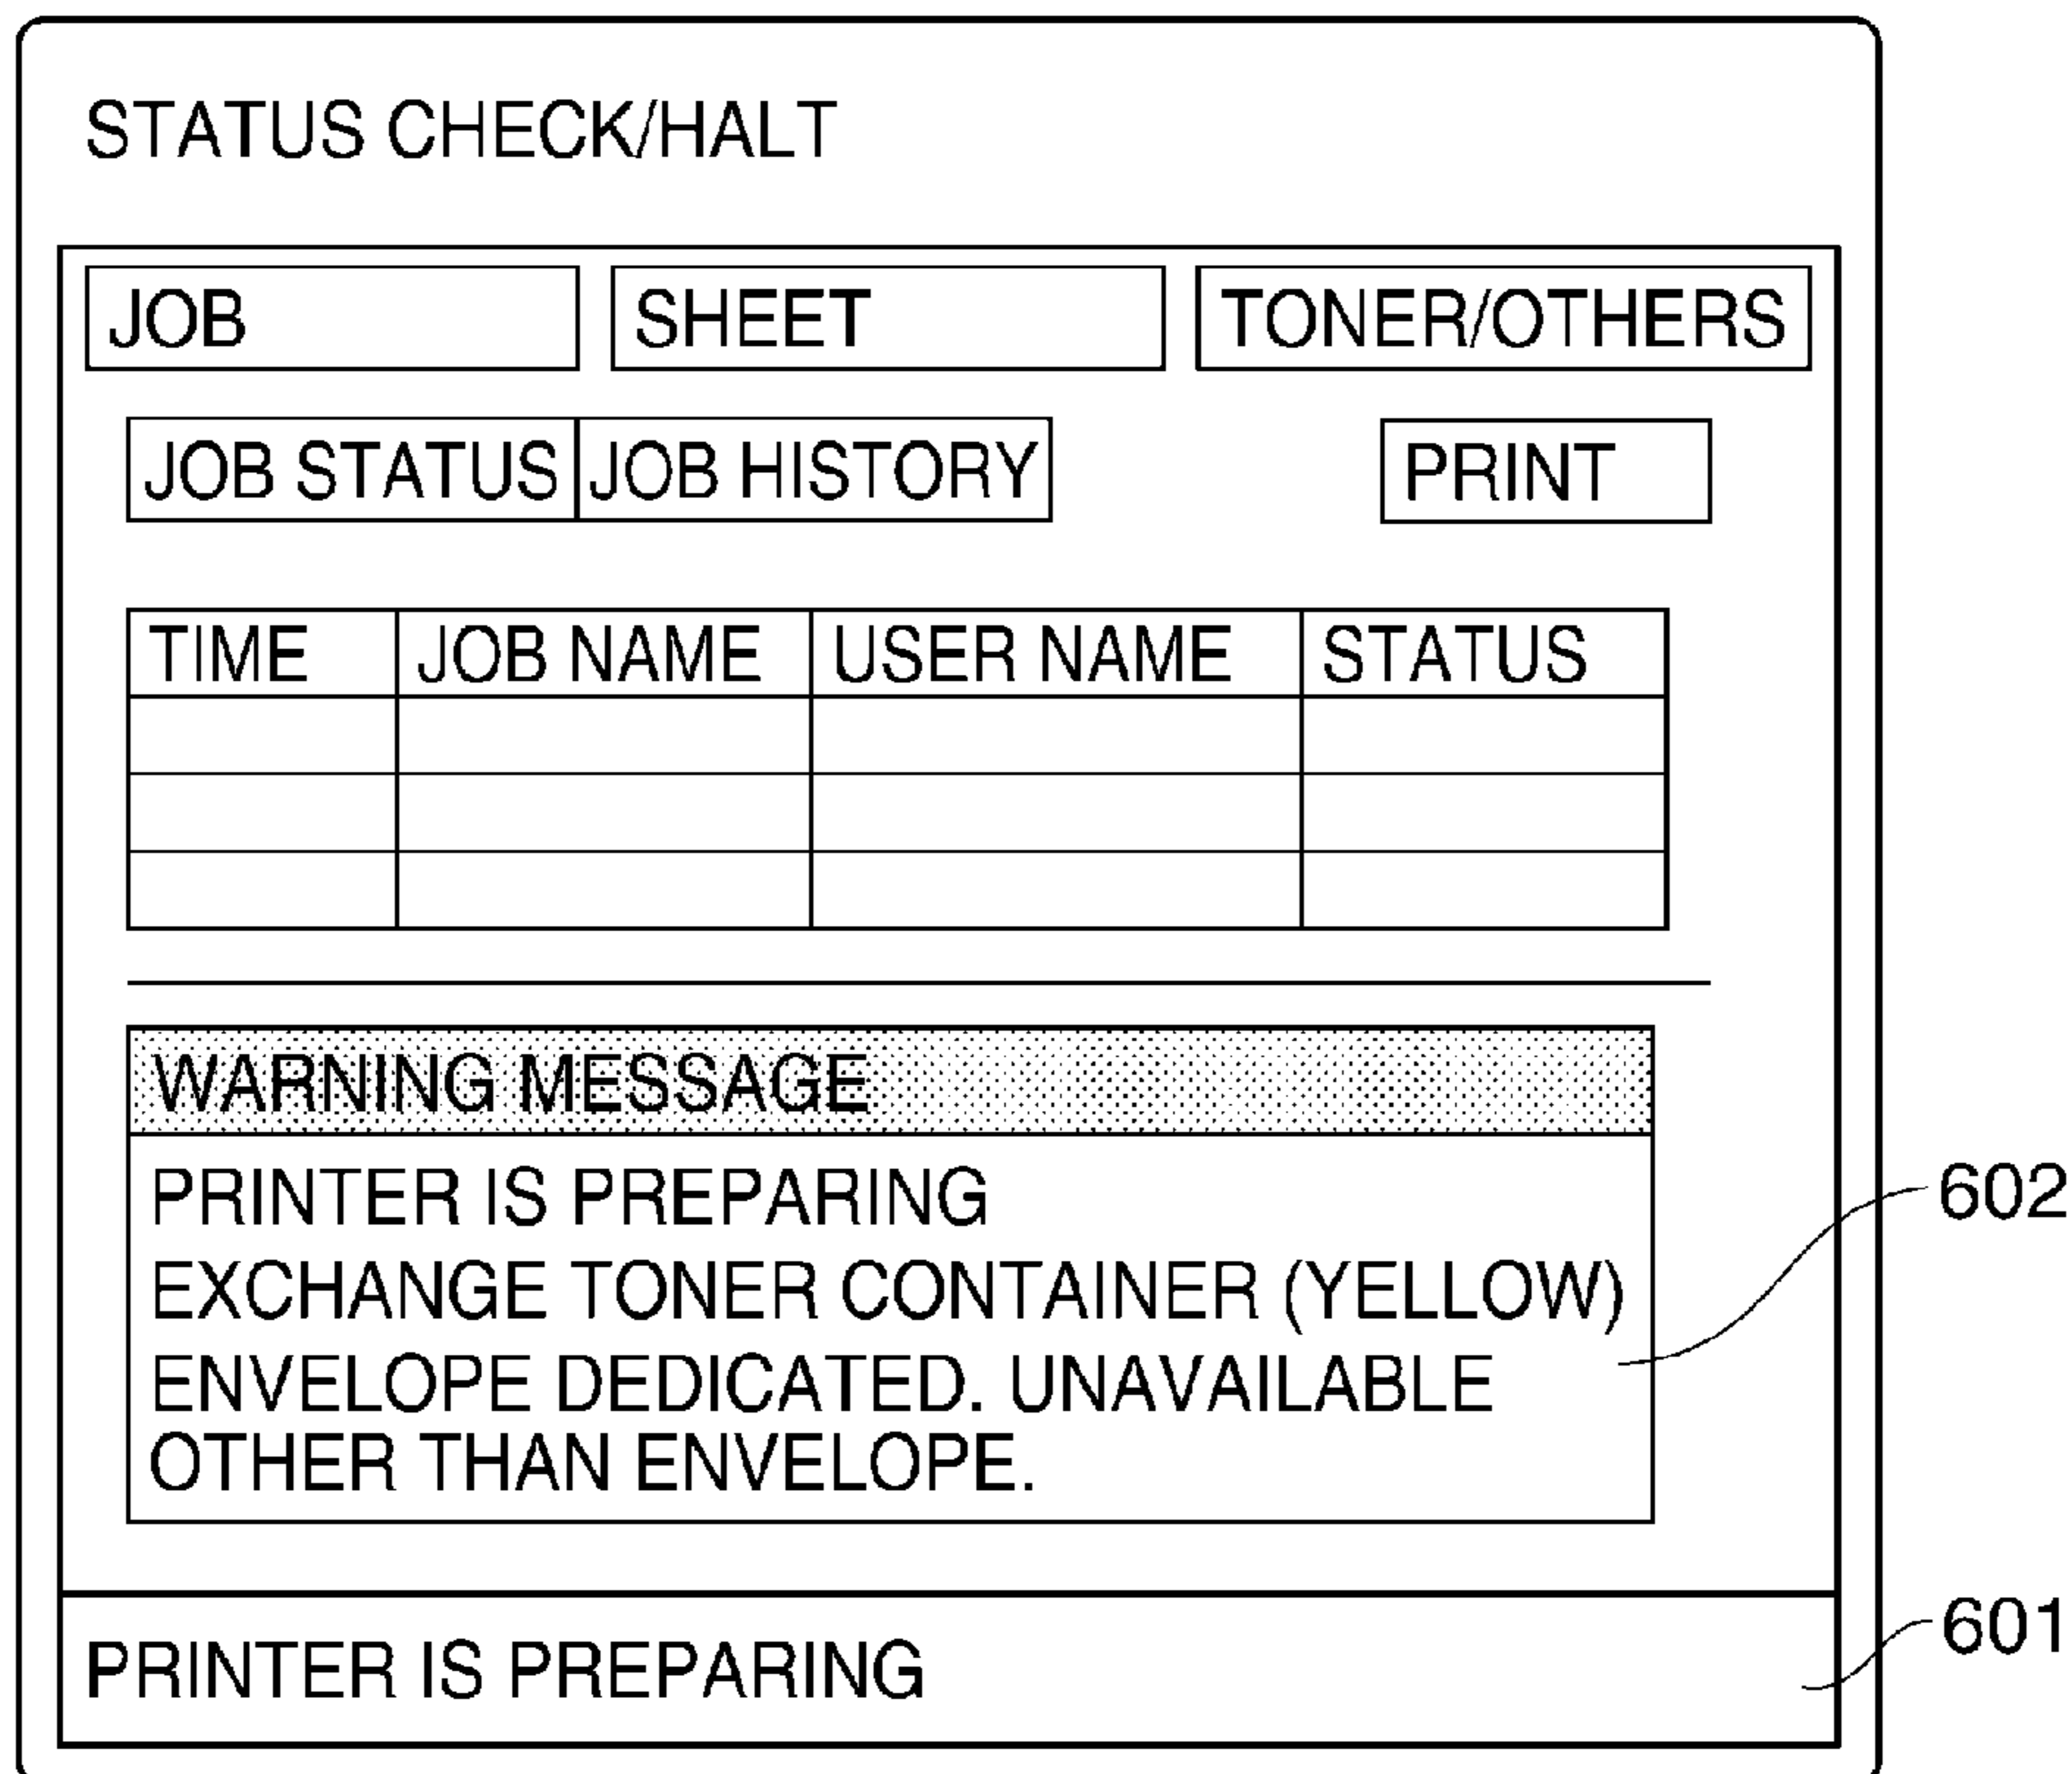 STATUS CHECK/HALT
JOB SHEET TONER/OTHERS
JOB STATUS JOB HISTORY PRINT
TIME JOB NAME USER NAME STATUS
WARNING MESSAGE
PRINTER IS PREPARING
EXCHANGE TONER CONTAINER (YELLOW)
ENVELOPE DEDICATED. UNAVAILABLE
OTHER THAN ENVELOPE.
602
PRINTER IS PREPARING
601